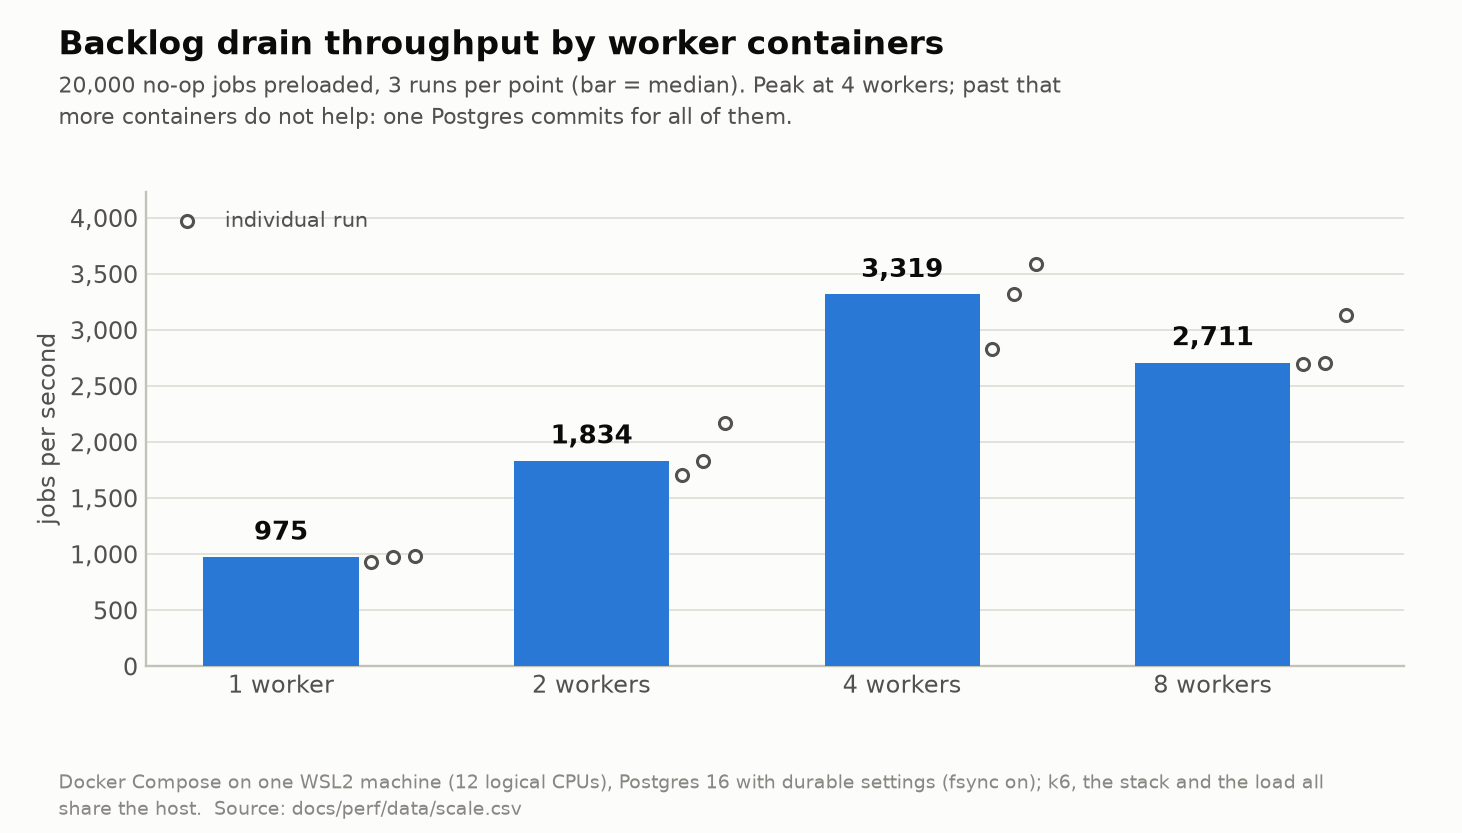 Backlog drain throughput by worker containers
20,000 no-op jobs preloaded, 3 runs per point (bar = median). Peak at 4 workers; past that
more containers do not help: one Postgres commits for all of them.
jobs per second
4,000
3,500
3,000
2,500
2,000
1,500
1,000
500
0
individual run
975
1,834
3,319
2,711
1 worker
2 workers
4 workers
8 workers
Docker Compose on one WSL2 machine (12 logical CPUs), Postgres 16 with durable settings (fsync on); k6, the stack and the load all
share the host.  Source: docs/perf/data/scale.csv